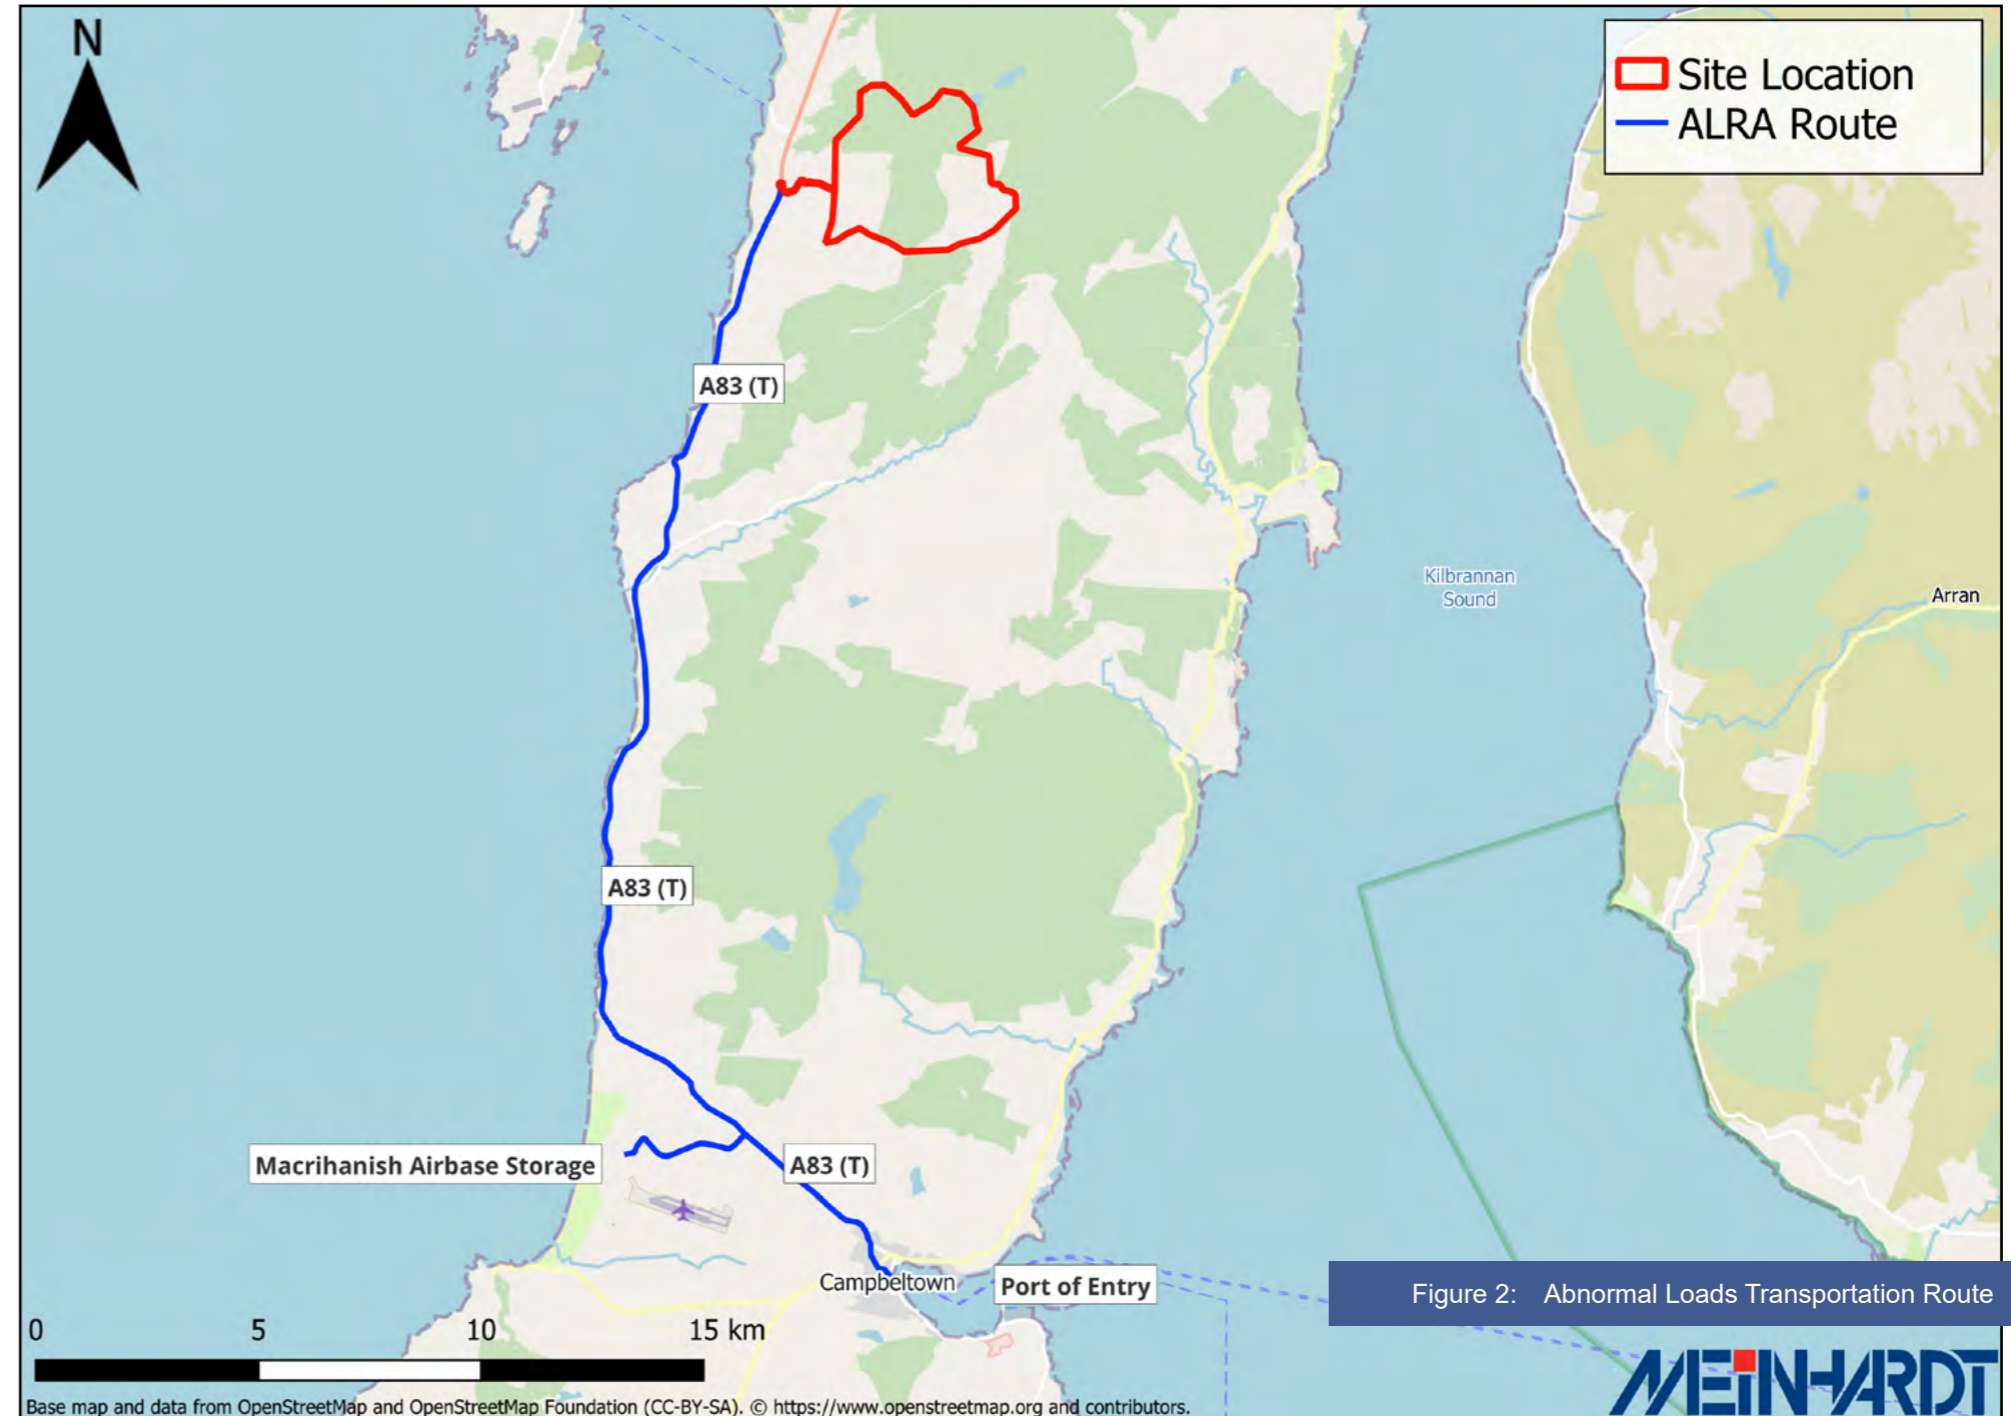 N
Site Location
ALRA Route
A83 (T)
Kilbrannan
Sound
Arran
A83 (T)
Macrihanish Airbase Storage
A83 (T)
Campbeltown
Port of Entry
Figure 2: Abnormal Loads Transportation Route
0 5 10 15 km
MEINHARDT
Base map and data from OpenStreetMap and OpenStreetMap Foundation (CC-BY-SA). © https://www.openstreetmap.org and contributors.